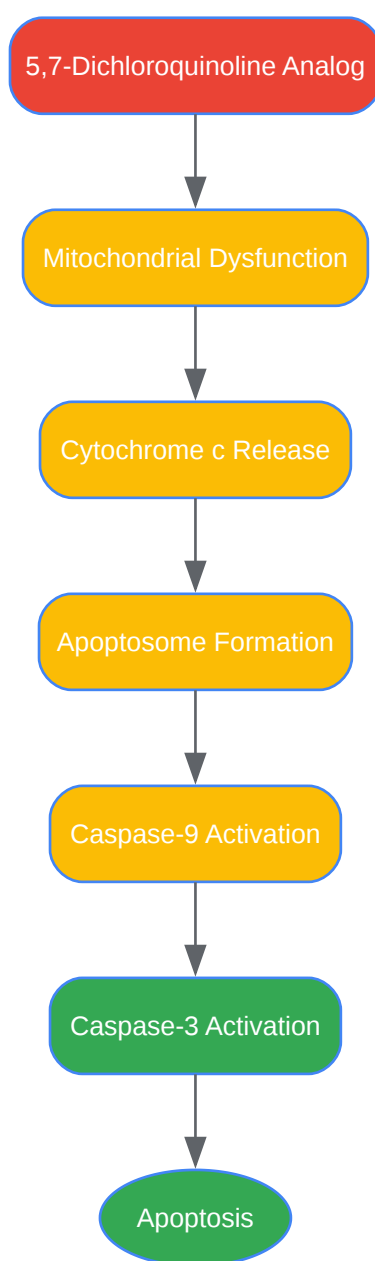 5,7-Dichloroquinoline Analog
Mitochondrial Dysfunction
Cytochrome c Release
Apoptosome Formation
Caspase-9 Activation
Caspase-3 Activation
Apoptosis